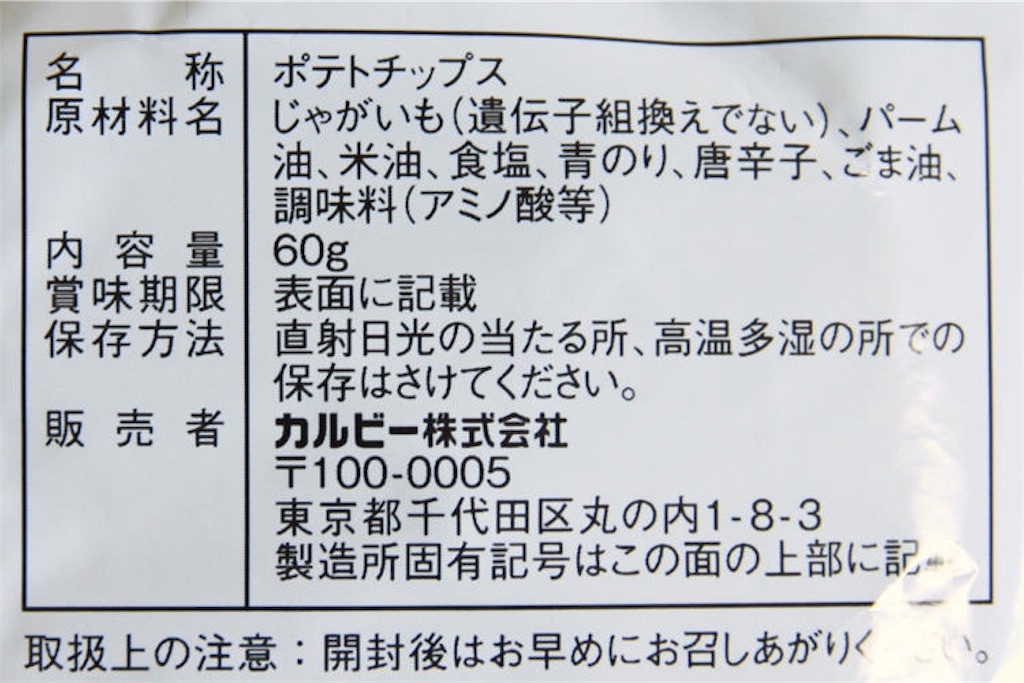 名称 ポテトチップス
原材料名 じゃがいも(遺伝子組換えでない)、パーム
油、米油、食塩、青のり、唐辛子、ごま油、
調味料(アミノ酸等)
内容量 60g
賞味期限 表面に記載
保存方法 直射日光の当たる所、高温多湿の所での
保存はさけてください。
販売者 カルビー株式会社
〒100-0005
東京都千代田区丸の内1-8-3
製造所固有記号はこの面の上部に記
取扱上の注意:開封後はお早めにお召しあがりください。